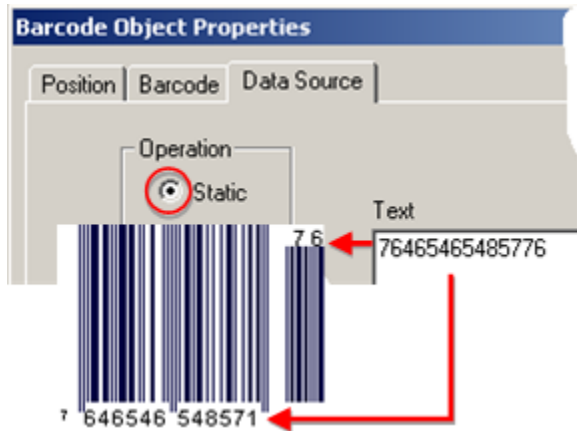 Barcode Object Properties
Position Barcode Data Source
Operation
Static
Text
76465465485776
7 6
7 646546 548571